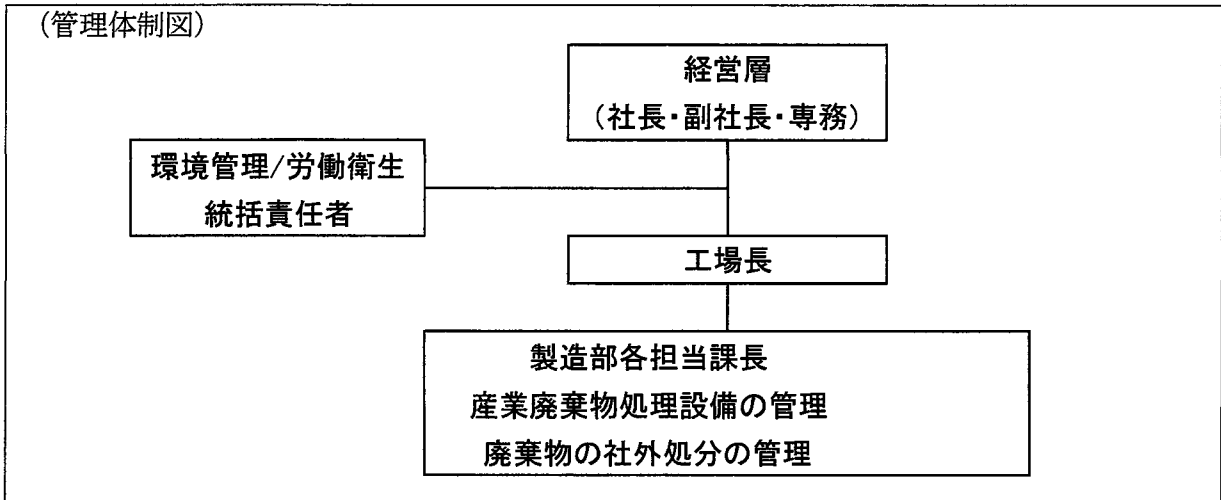 (管理体制図)
経営層
(社長・副社長・専務)
環境管理/労働衛生
統括責任者
工場長
製造部各担当課長
産業廃棄物処理設備の管理
廃棄物の社外処分の管理